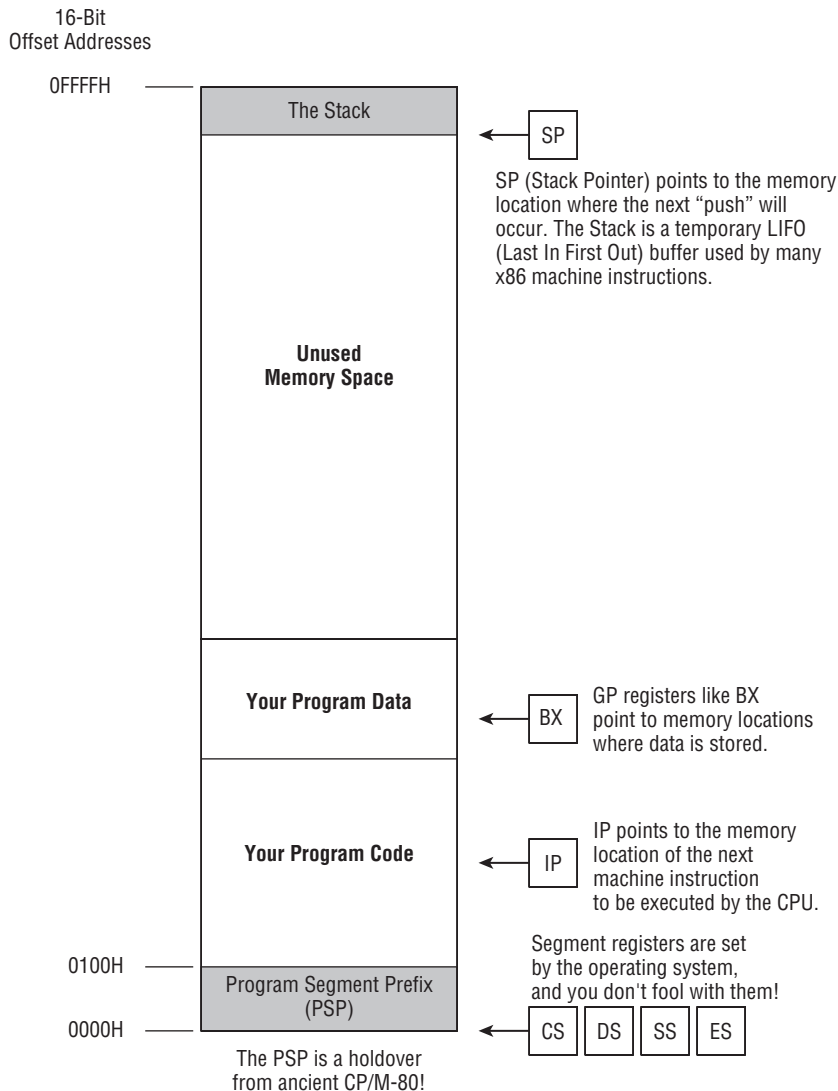 16-Bit
Offset Addresses
0FFFFH
The Stack
SP
SP (Stack Pointer) points to the memory
location where the next “push” will
occur. The Stack is a temporary LIFO
(Last In First Out) buffer used by many
x86 machine instructions.
Unused
Memory Space
Your Program Data
BX
GP registers like BX
point to memory locations
where data is stored.
Your Program Code
IP
IP points to the memory
location of the next
machine instruction
to be executed by the CPU.
Segment registers are set
by the operating system,
and you don't fool with them!
0100H
Program Segment Prefix
(PSP)
0000H
CS DS SS ES
The PSP is a holdover
from ancient CP/M-80!